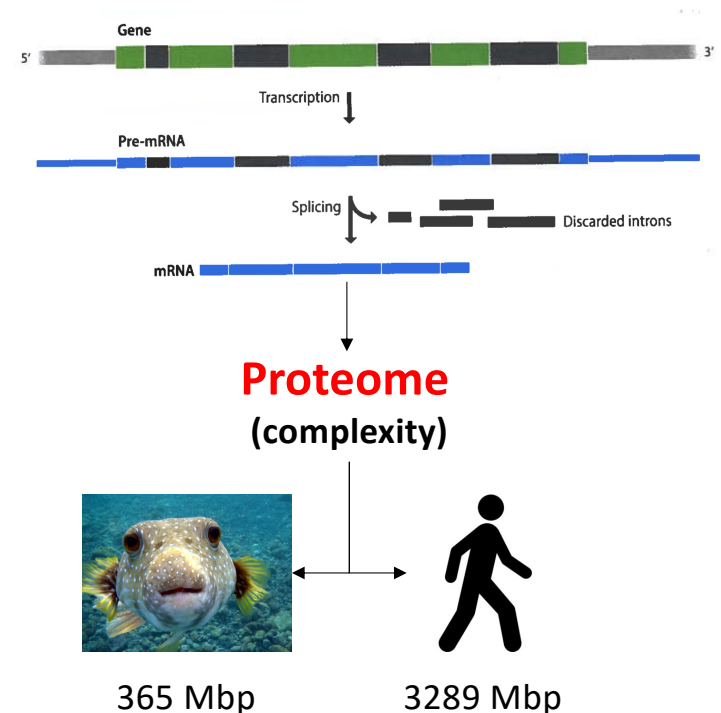 Gene
5'
3'
Transcription
Pre-mRNA
Splicing
Discarded introns
mRNA
Proteome
(complexity)
365 Mbp
3289 Mbp